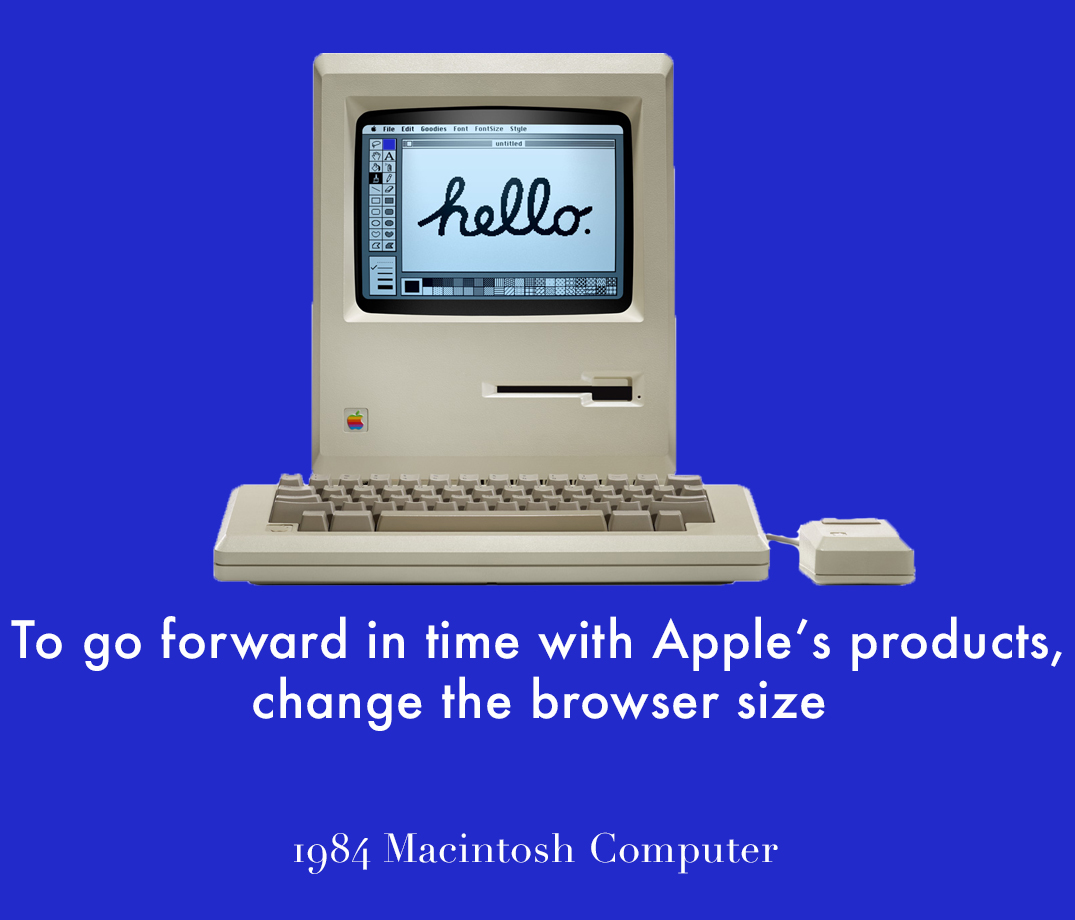 File Edit Goodies Font FontSize Style
untitled
A
hello.
To go forward in time with Apple’s products,
change the browser size
1984 Macintosh Computer